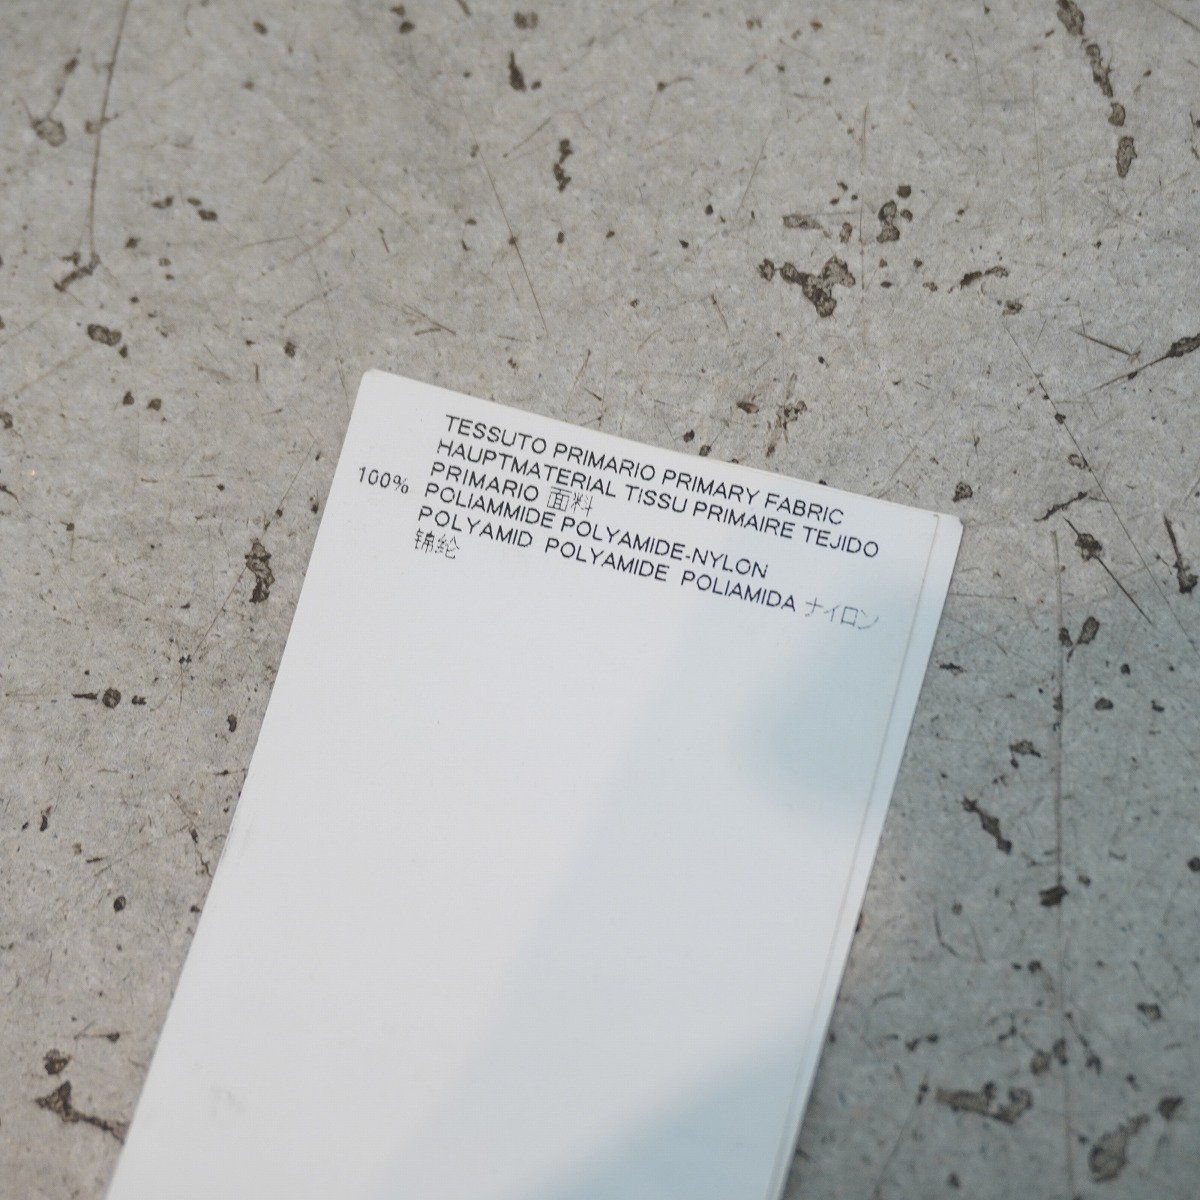 TESSUTO PRIMARIO PRIMARY FABRIC
HAUPTMATERIAL TISSU PRIMAIRE TEJIDO
PRIMARIO 面料
100% POLIAMMIDE POLYAMIDE-NYLON
POLYAMID POLYAMIDE POLIAMIDA ナイロン
锦纶